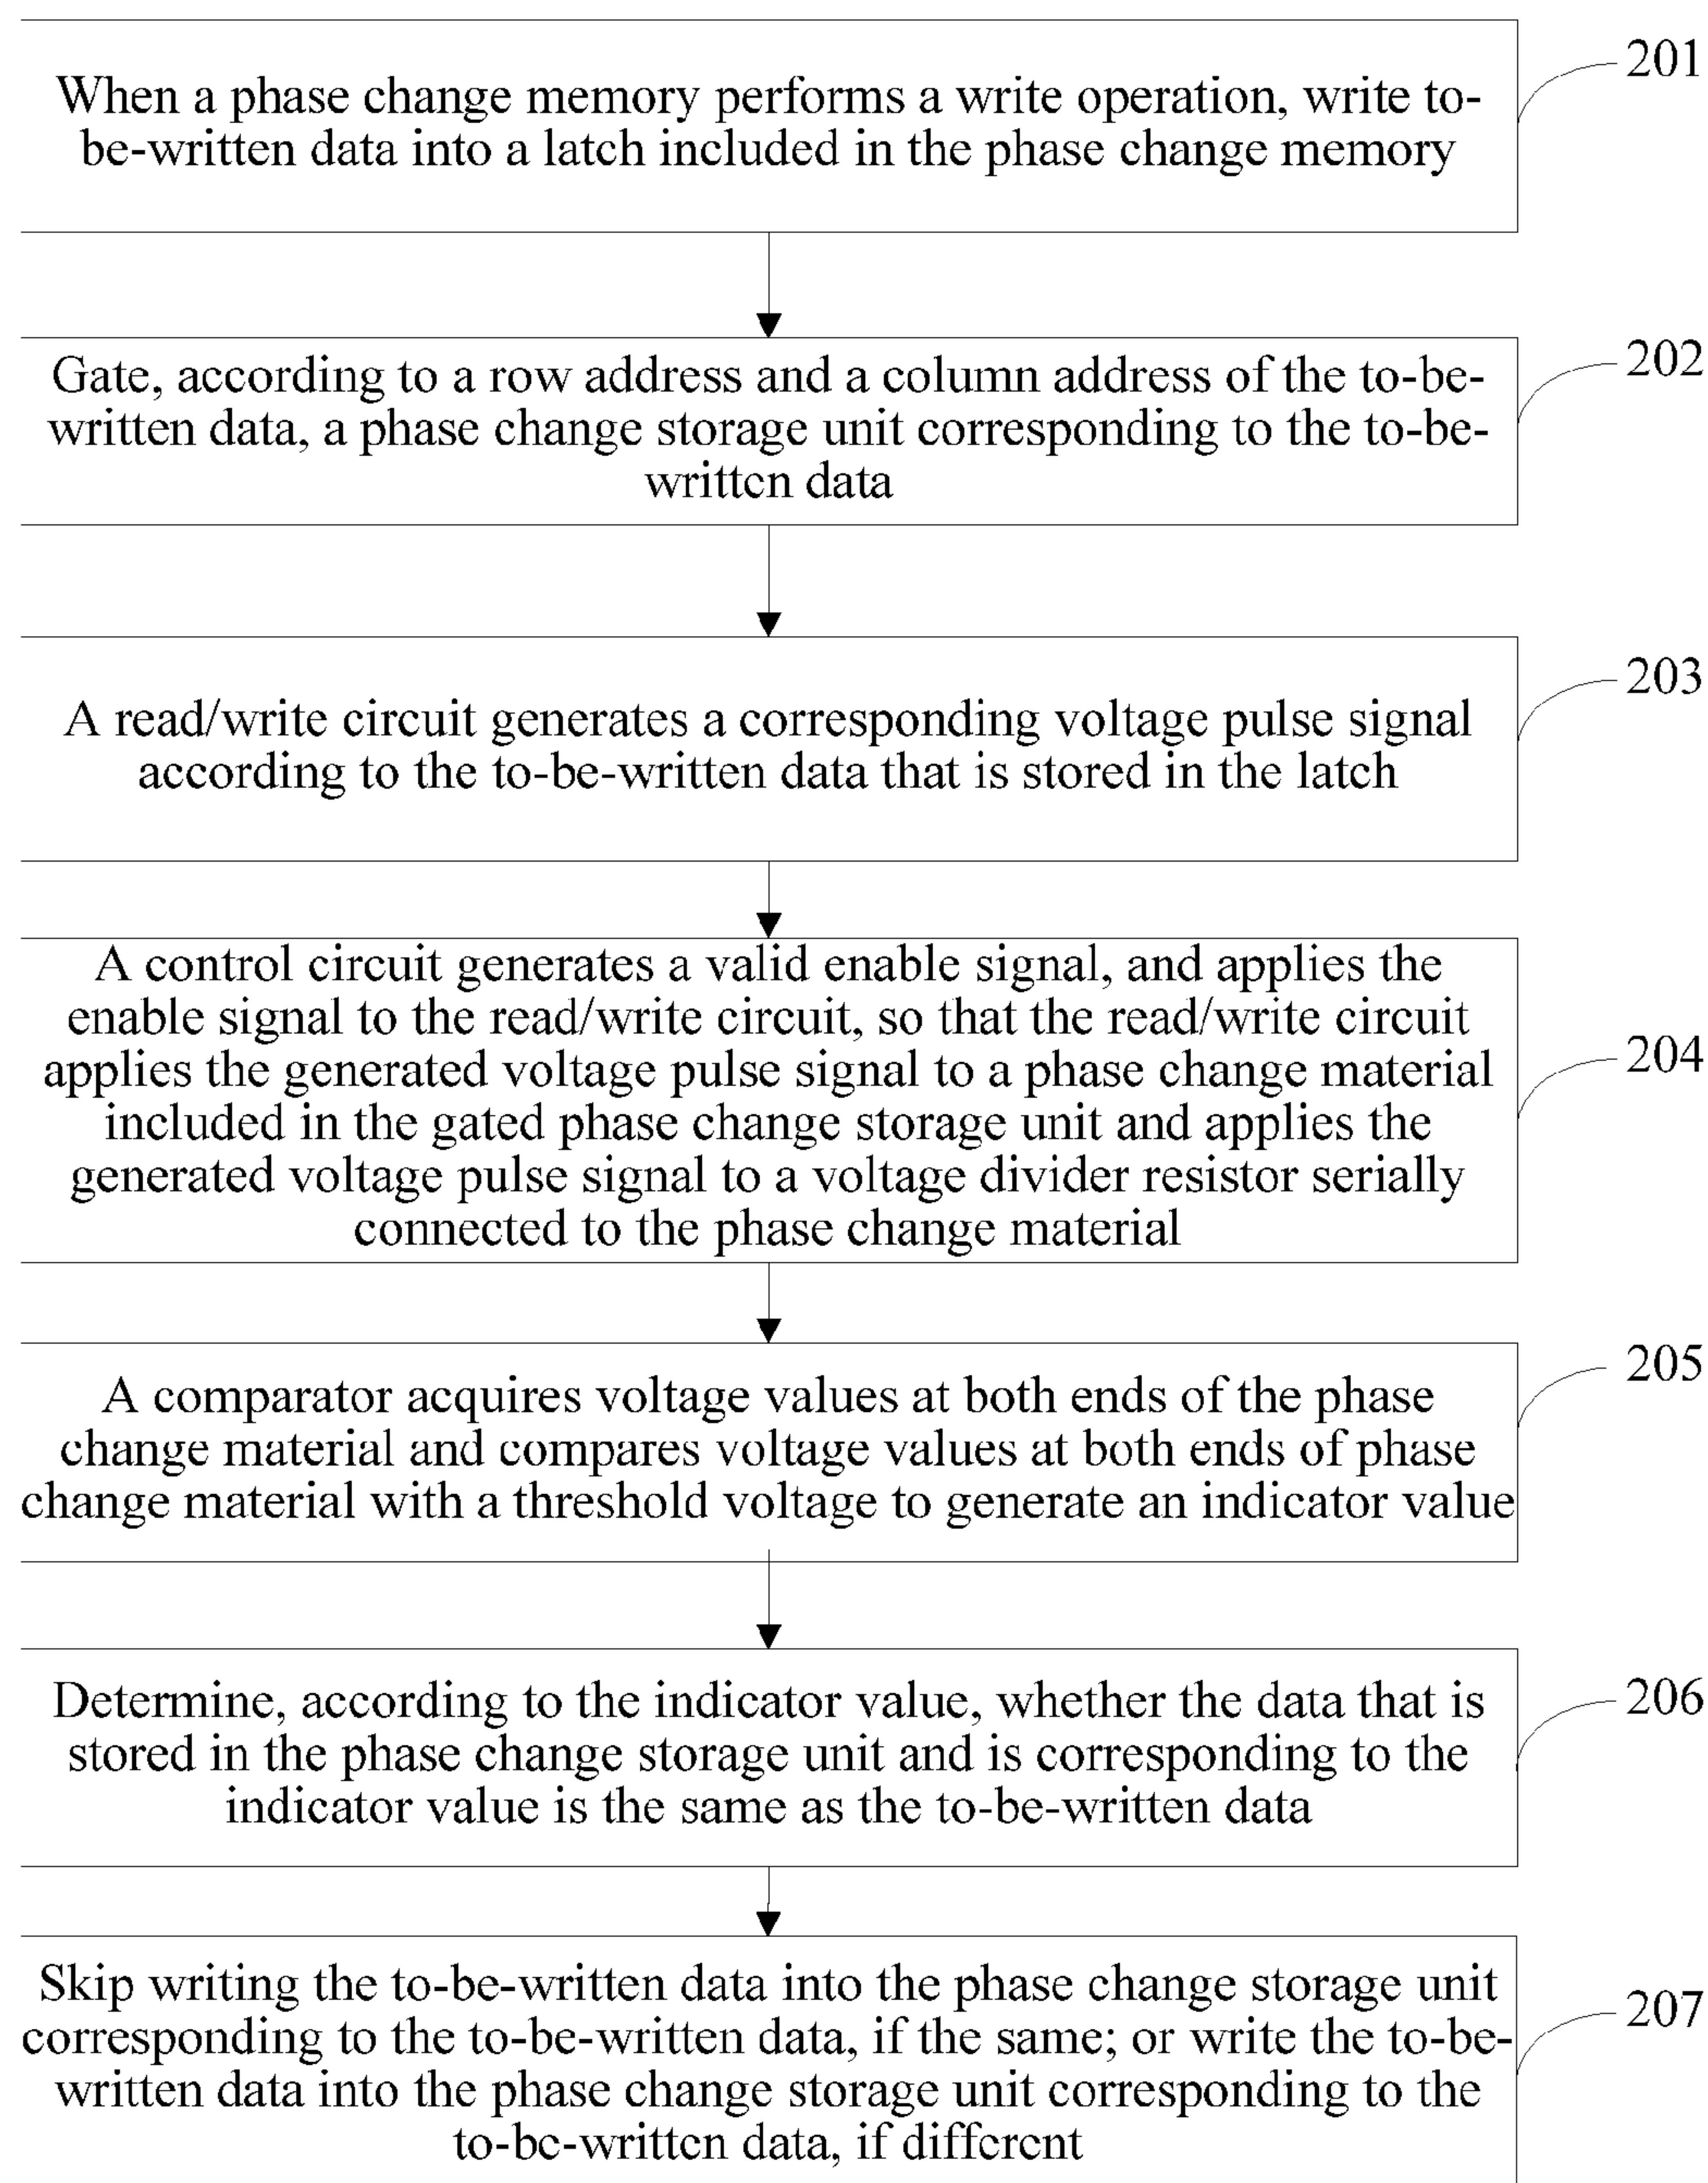 When a phase change memory performs a write operation, write to-
be-written data into a latch included in the phase change memory
201
Gate, according to a row address and a column address of the to-be-
written data, a phase change storage unit corresponding to the to-be-
written data
202
A read/write circuit generates a corresponding voltage pulse signal
according to the to-be-written data that is stored in the latch
203
A control circuit generates a valid enable signal, and applies the
enable signal to the read/write circuit, so that the read/write circuit
applies the generated voltage pulse signal to a phase change material
included in the gated phase change storage unit and applies the
generated voltage pulse signal to a voltage divider resistor serially
connected to the phase change material
204
A comparator acquires voltage values at both ends of the phase
change material and compares voltage values at both ends of phase
change material with a threshold voltage to generate an indicator value
205
Determine, according to the indicator value, whether the data that is
stored in the phase change storage unit and is corresponding to the
indicator value is the same as the to-be-written data
206
Skip writing the to-be-written data into the phase change storage unit
corresponding to the to-be-written data, if the same; or write the to-be-
written data into the phase change storage unit corresponding to the
to-be-written data, if different
207